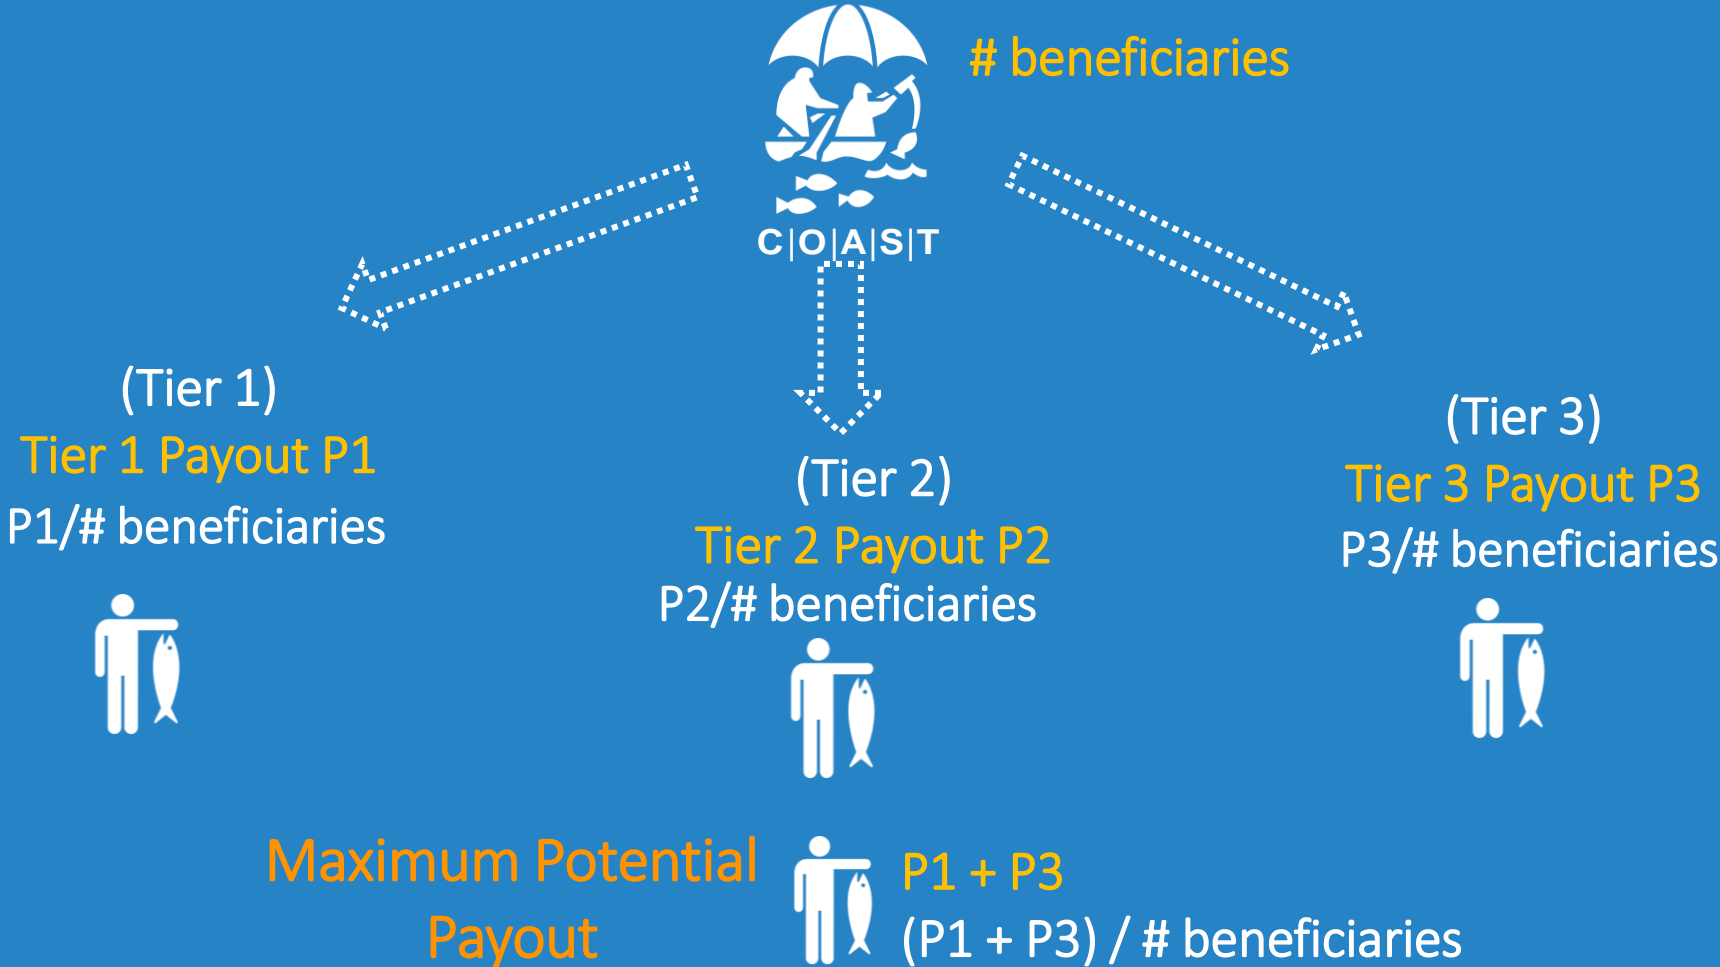 # beneficiaries
C|O|A|S|T
(Tier 1)
Tier 1 Payout P1
P1/# beneficiaries
(Tier 2)
Tier 2 Payout P2
P2/# beneficiaries
(Tier 3)
Tier 3 Payout P3
P3/# beneficiaries
Maximum Potential
Payout
P1 + P3
(P1 + P3) / # beneficiaries